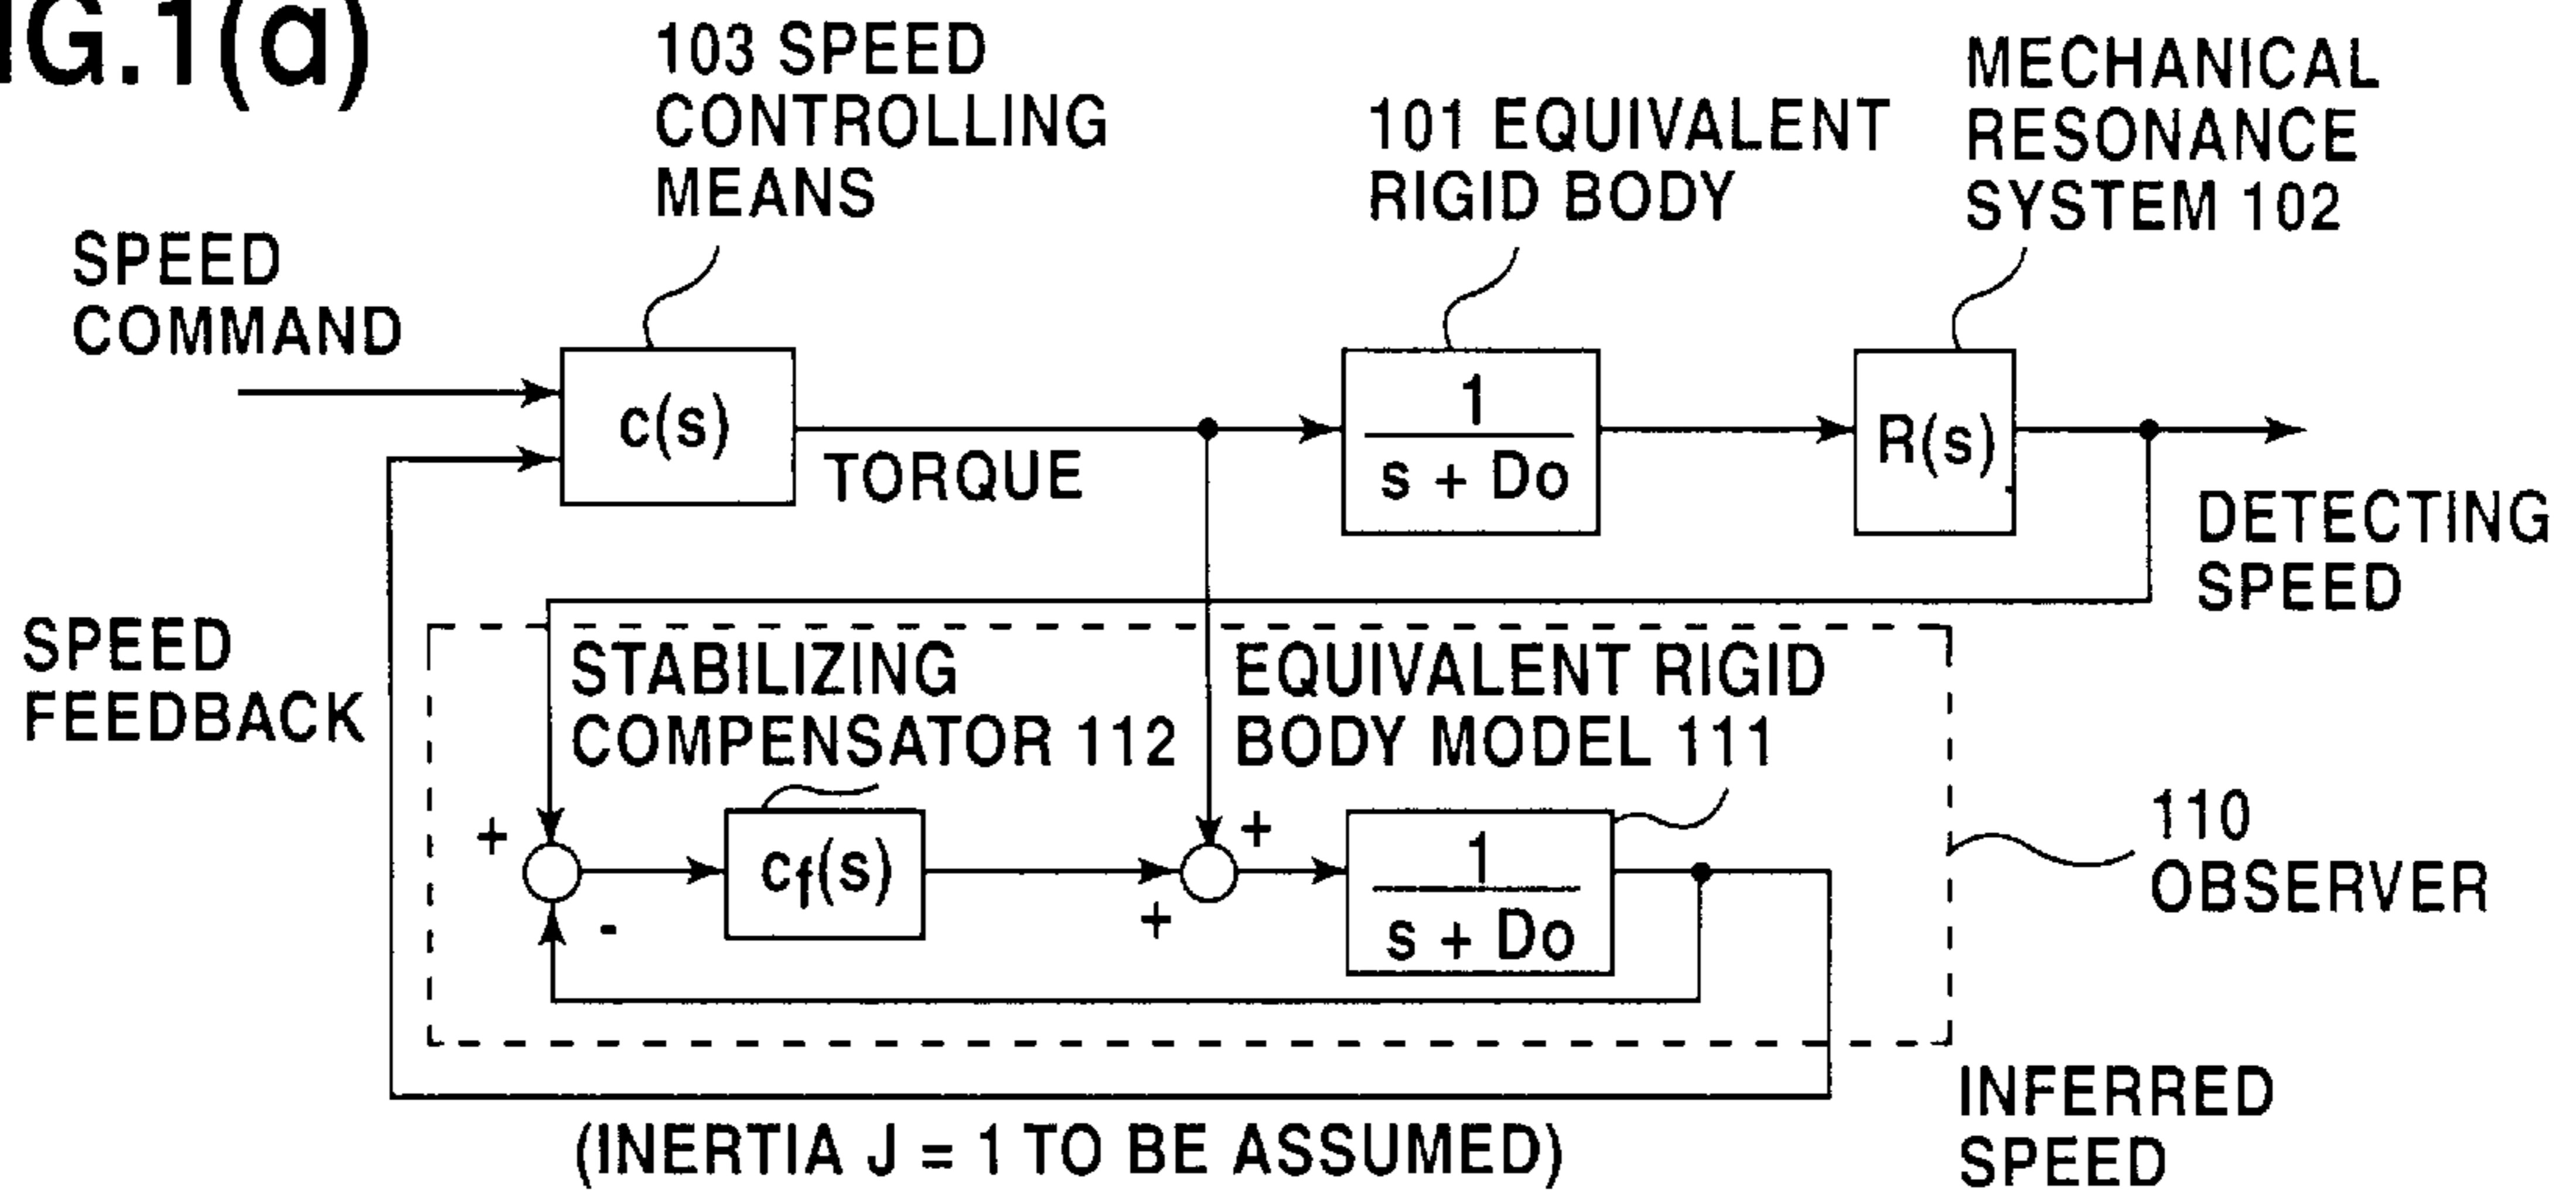 IG.1(a)
103 SPEED
CONTROLLING
MEANS
101 EQUIVALENT
RIGID BODY
MECHANICAL
RESONANCE
SYSTEM 102
SPEED
COMMAND
c(s)
TORQUE
1
s + Do
R(s)
DETECTING
SPEED
SPEED
FEEDBACK
STABILIZING
COMPENSATOR 112
EQUIVALENT RIGID
BODY MODEL 111
+
-
cf(s)
+
+
1
s + Do
110
OBSERVER
INFERRED
SPEED
(INERTIA J = 1 TO BE ASSUMED)